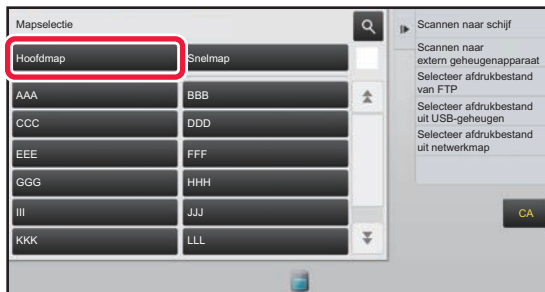 Mapselectie
Hoofdmap
Snelmap
AAA
BBB
CCC
DDD
EEE
FFF
GGG
HHH
III
JJJ
KKK
LLL
Scannen naar schijf
Scannen naar
extern geheugenapparaat
Selecteer afdrukbestand
van FTP
Selecteer afdrukbestand
uit USB-geheugen
Selecteer afdrukbestand
uit netwerkmap
CA